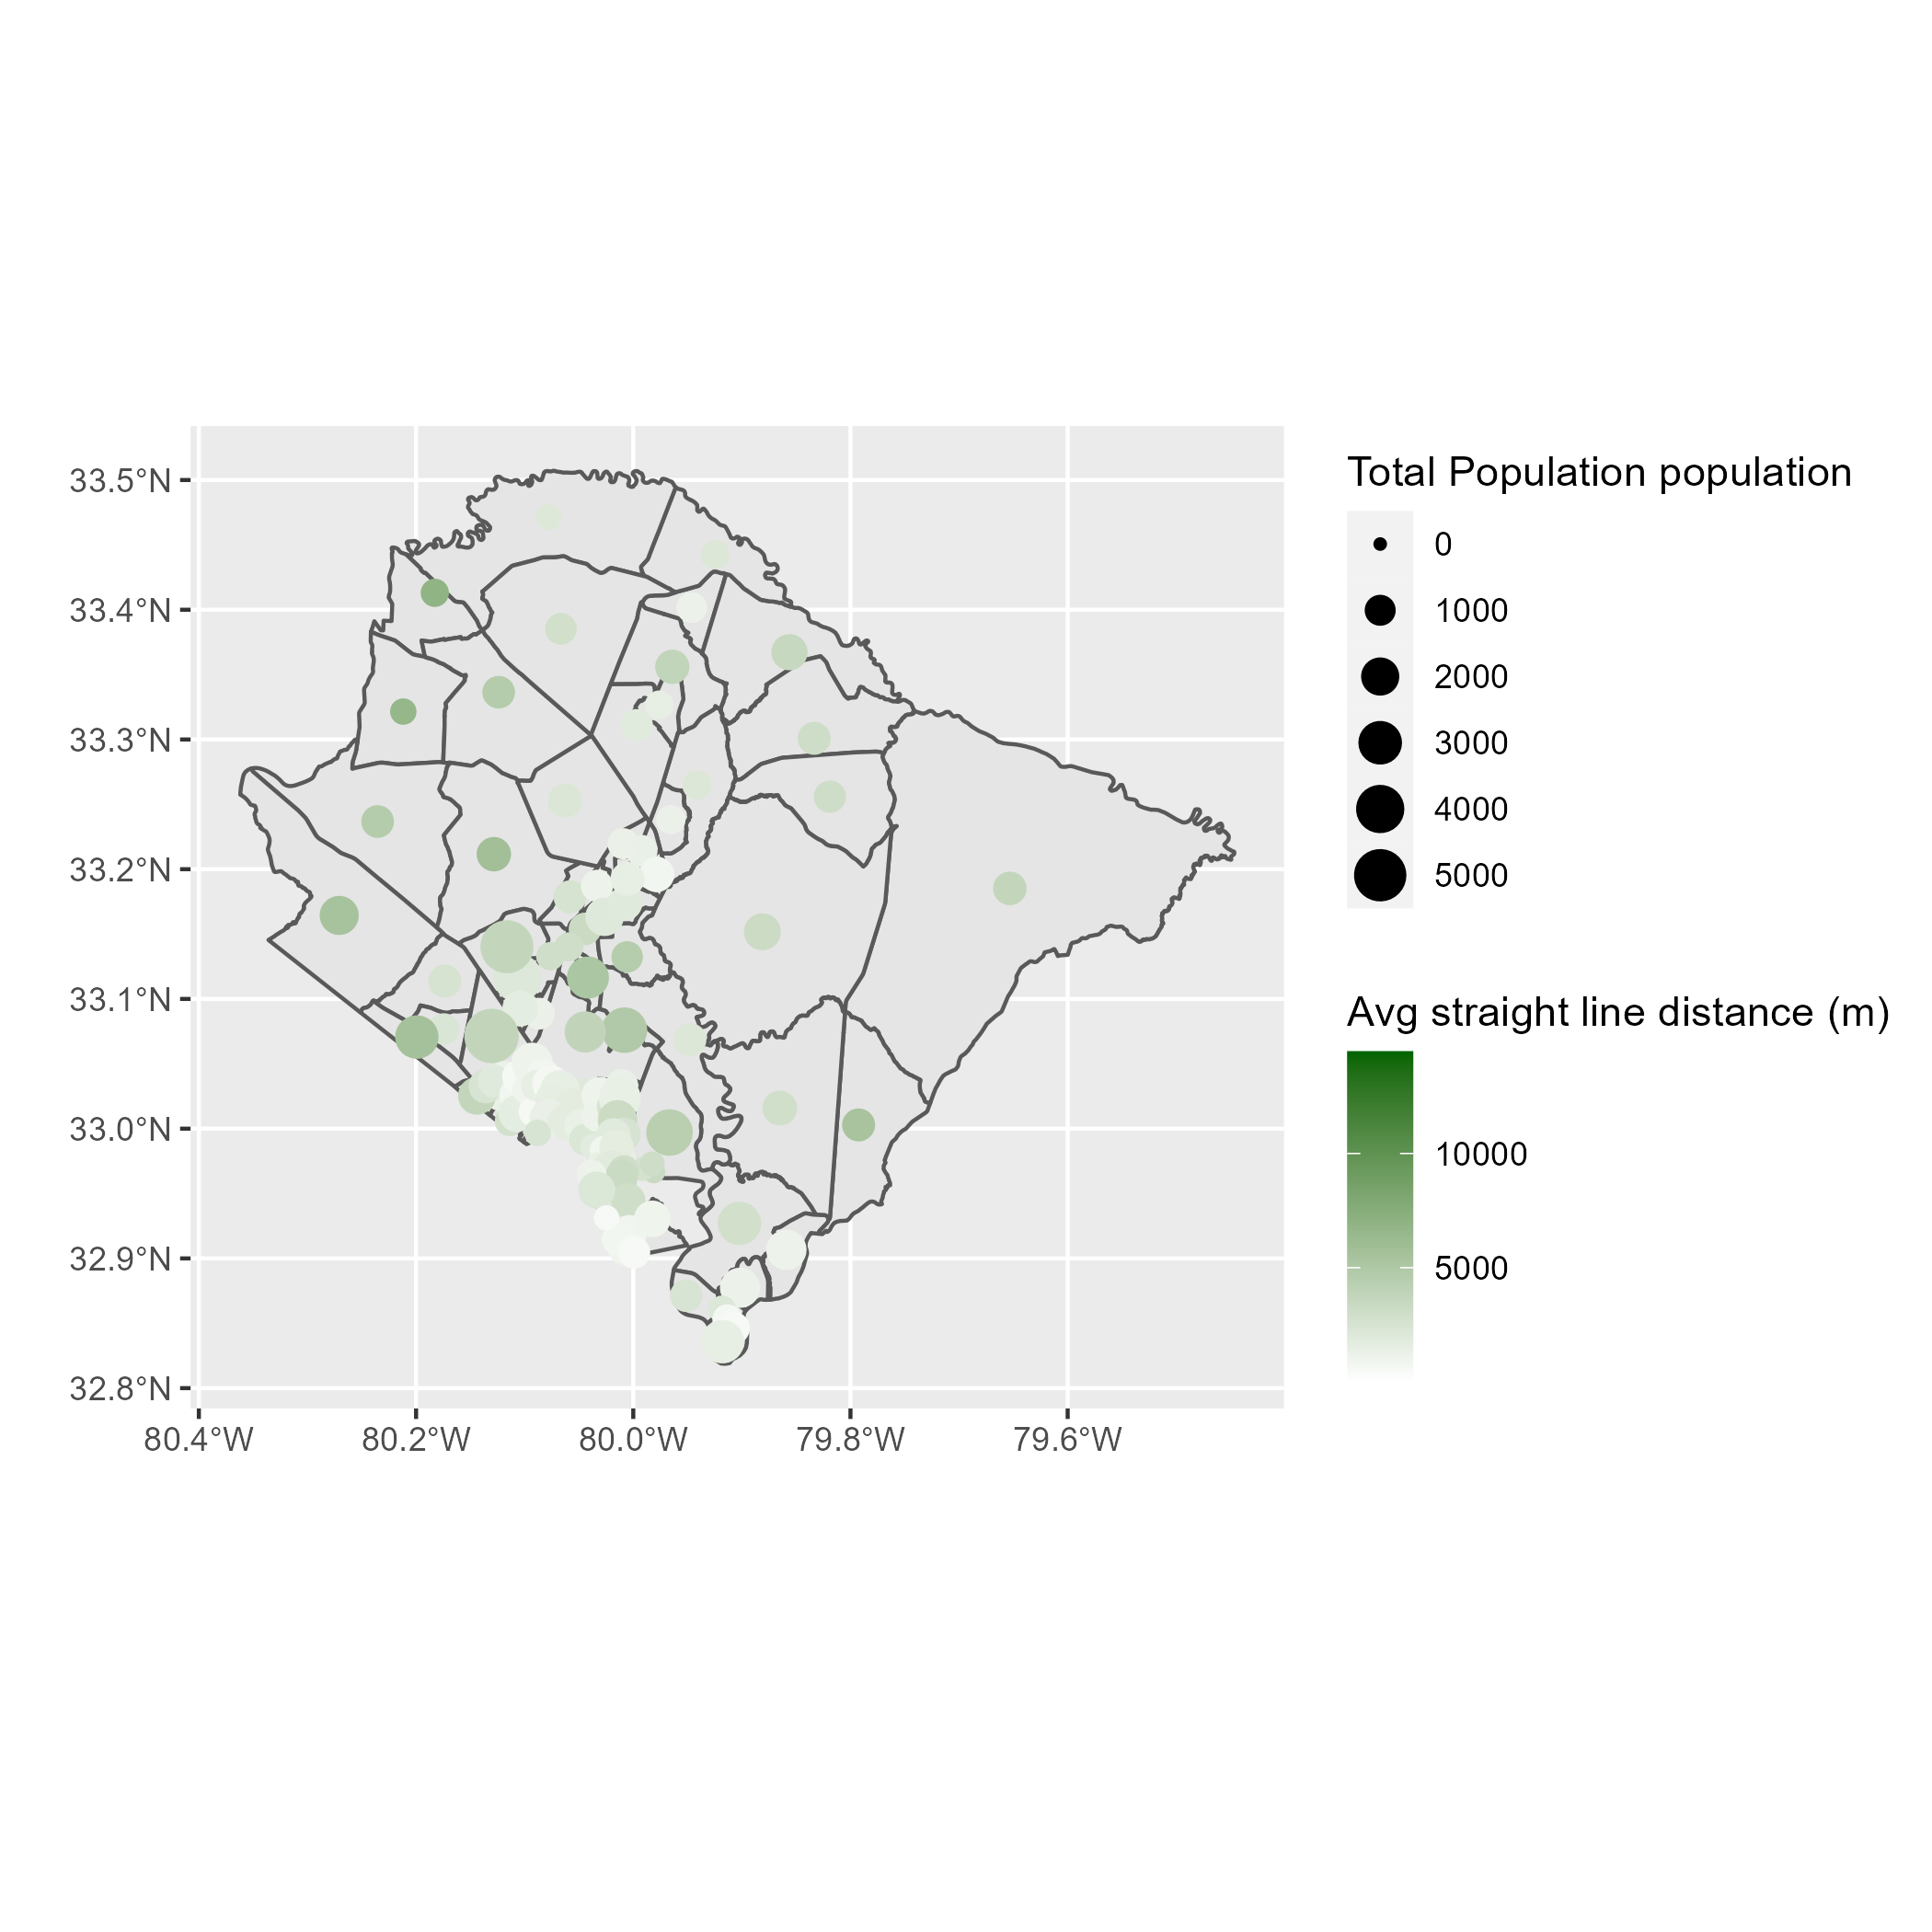 33.5°N
33.4°N
33.3°N
33.2°N
33.1°N
33.0°N
32.9°N
32.8°N
80.4°W
80.2°W
80.0°W
79.8°W
79.6°W
Total Population population
0
1000
2000
3000
4000
5000
Avg straight line distance (m)
10000
5000